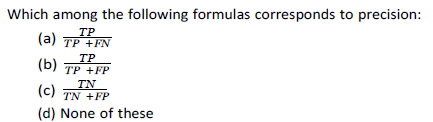 Which among the following formulas corresponds to precision:
(a) TP / TP +FN
(b) TP / TP +FP
(c) TN / TN +FP
(d) None of these